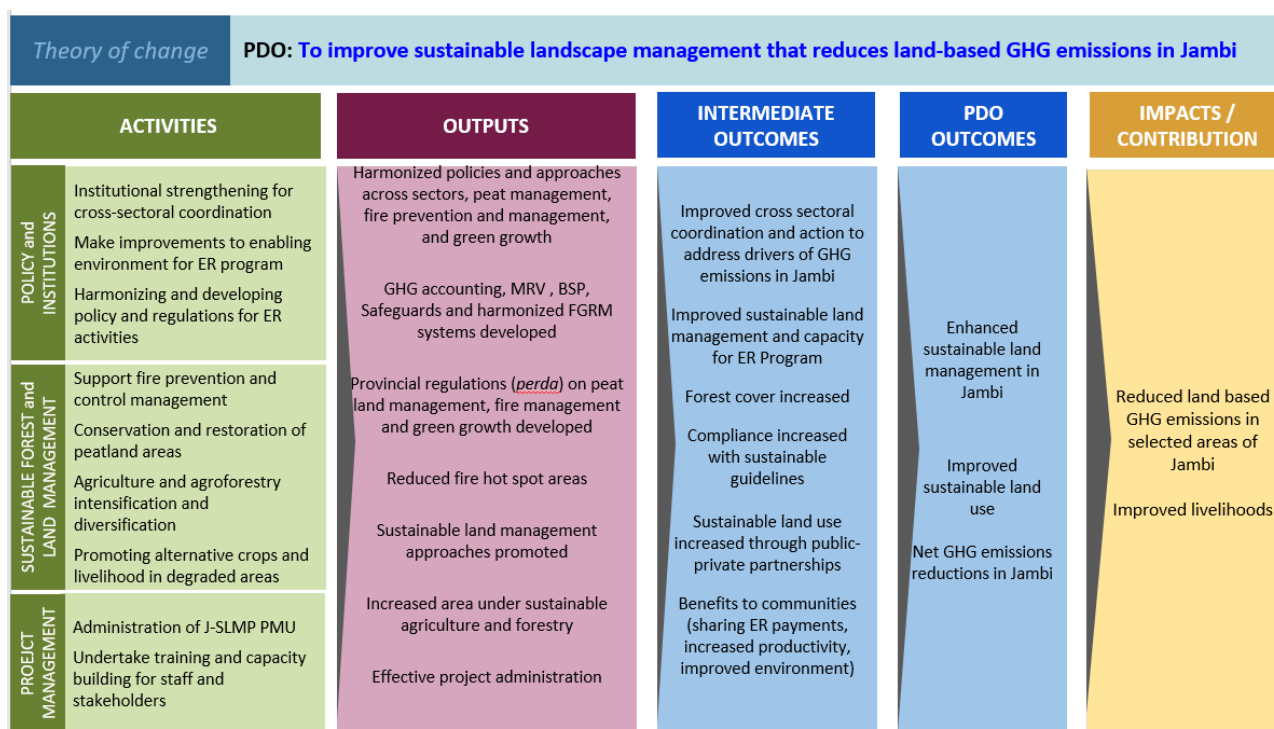 Theory of change
PDO: To improve sustainable landscape management that reduces land-based GHG emissions in Jambi
ACTIVITIES
POLICY and
INSTITUTIONS
Institutional strengthening for
cross-sectoral coordination
Make improvements to enabling
environment for ER program
Harmonizing and developing
policy and regulations for ER
activities
SUSTAINABLE FOREST and
LAND MANAGEMENT
Support fire prevention and
control management
Conservation and restoration of
peatland areas
Agriculture and agroforestry
intensification and
diversification
Promoting alternative crops and
livelihood in degraded areas
PROEJCT
MANAGEMENT
Administration of J-SLMP PMU
Undertake training and capacity
building for staff and
stakeholders
OUTPUTS
Harmonized policies and approaches
across sectors, peat management,
fire prevention and management,
and green growth
GHG accounting, MRV , BSP,
Safeguards and harmonized FGRM
systems developed
Provincial regulations (perda) on peat
land management, fire management
and green growth developed
Reduced fire hot spot areas
Sustainable land management
approaches promoted
Increased area under sustainable
agriculture and forestry
Effective project administration
INTERMEDIATE
OUTCOMES
Improved cross sectoral
coordination and action to
address drivers of GHG
emissions in Jambi
Improved sustainable land
management and capacity
for ER Program
Forest cover increased
Compliance increased
with sustainable
guidelines
Sustainable land use
increased through public-
private partnerships
Benefits to communities
(sharing ER payments,
increased productivity,
improved environment)
PDO
OUTCOMES
Enhanced
sustainable land
management in
Jambi
Improved
sustainable land
use
Net GHG emissions
reductions in Jambi
IMPACTS /
CONTRIBUTION
Reduced land based
GHG emissions in
selected areas of
Jambi
Improved livelihoods